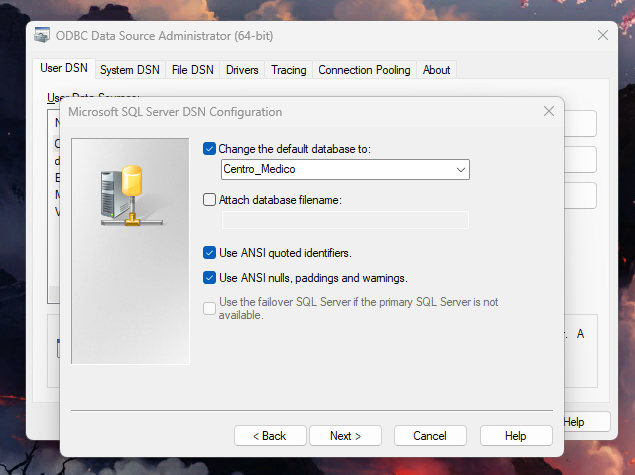 ODBC Data Source Administrator (64-bit)
User DSN System DSN File DSN Drivers Tracing Connection Pooling About
User Data Sources:
Microsoft SQL Server DSN Configuration
Change the default database to:
Centro_Medico
Attach database filename:
Use ANSI quoted identifiers.
Use ANSI nulls, paddings and warnings.
Use the failover SQL Server if the primary SQL Server is not
available.
r. A
< Back Next > Cancel Help
Help